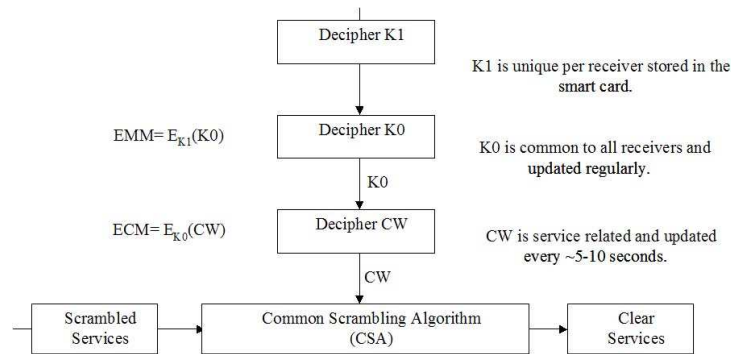 Decipher K1
K1 is unique per receiver stored in the
smart card.
EMM= E_K1(K0)
Decipher K0
K0 is common to all receivers and
updated regularly.
K0
ECM= E_K0(CW)
Decipher CW
CW is service related and updated
every ~5-10 seconds.
CW
Scrambled
Services
Common Scrambling Algorithm
(CSA)
Clear
Services